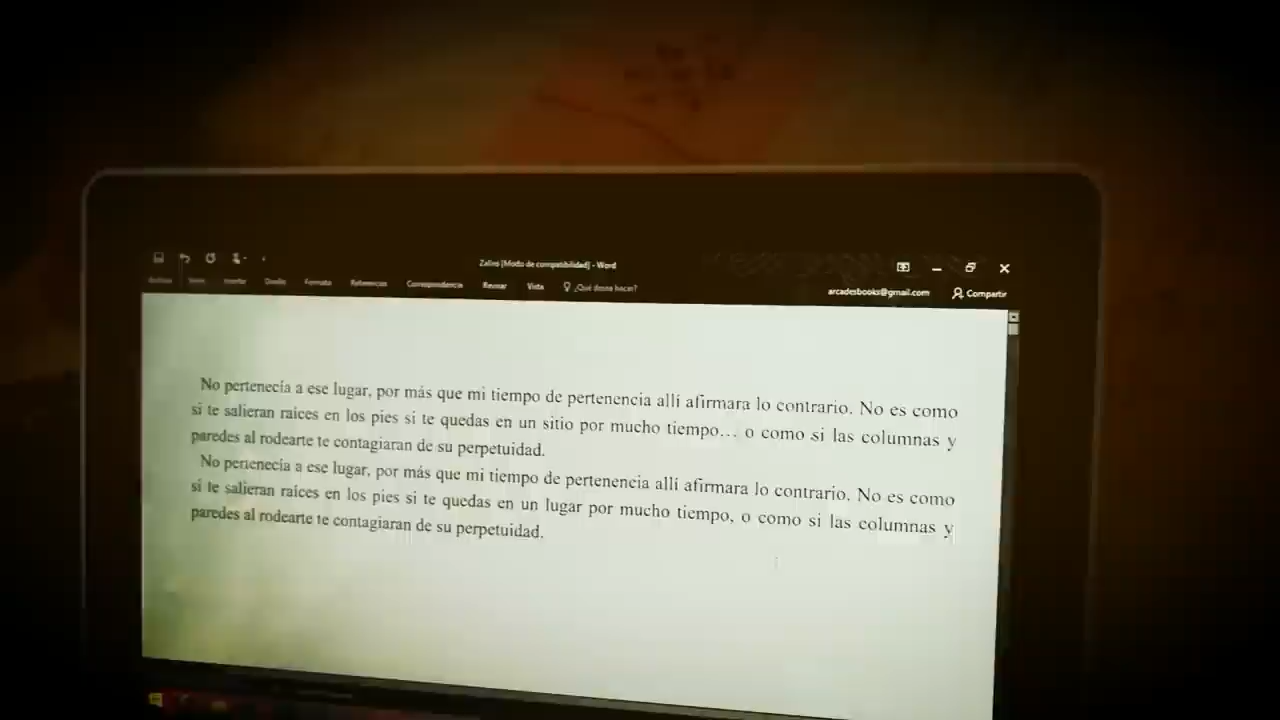 Zalins [Modo de compatibilidad] - Word
Insertar Diseño Formato Referencias Correspondencia Revisar Vista ¿Qué desea hacer? arcadesbooks@gmail.com Compartir
No pertenecía a ese lugar, por más que mi tiempo de pertenencia allí afirmara lo contrario. No es como
si te salieran raíces en los pies si te quedas en un sitio por mucho tiempo… o como si las columnas y
paredes al rodearte te contagiaran de su perpetuidad.
No pertenecía a ese lugar, por más que mi tiempo de pertenencia allí afirmara lo contrario. No es como
si te salieran raíces en los pies si te quedas en un lugar por mucho tiempo, o como si las columnas y
paredes al rodearte te contagiaran de su perpetuidad.